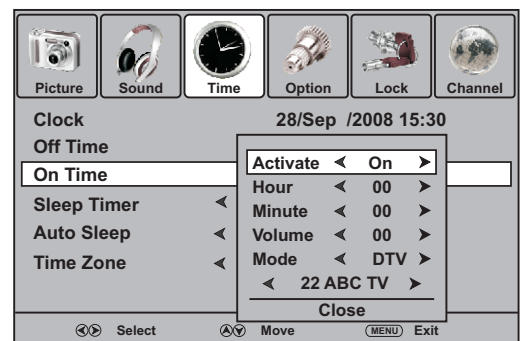 Picture Sound Time Option Lock Channel
Clock 28/Sep /2008 15:30
Off Time
On Time
Activate On
Hour 00
Sleep Timer
Minute 00
Auto Sleep
Volume 00
Time Zone
Mode DTV
22 ABC TV
Close
Select Move MENU Exit